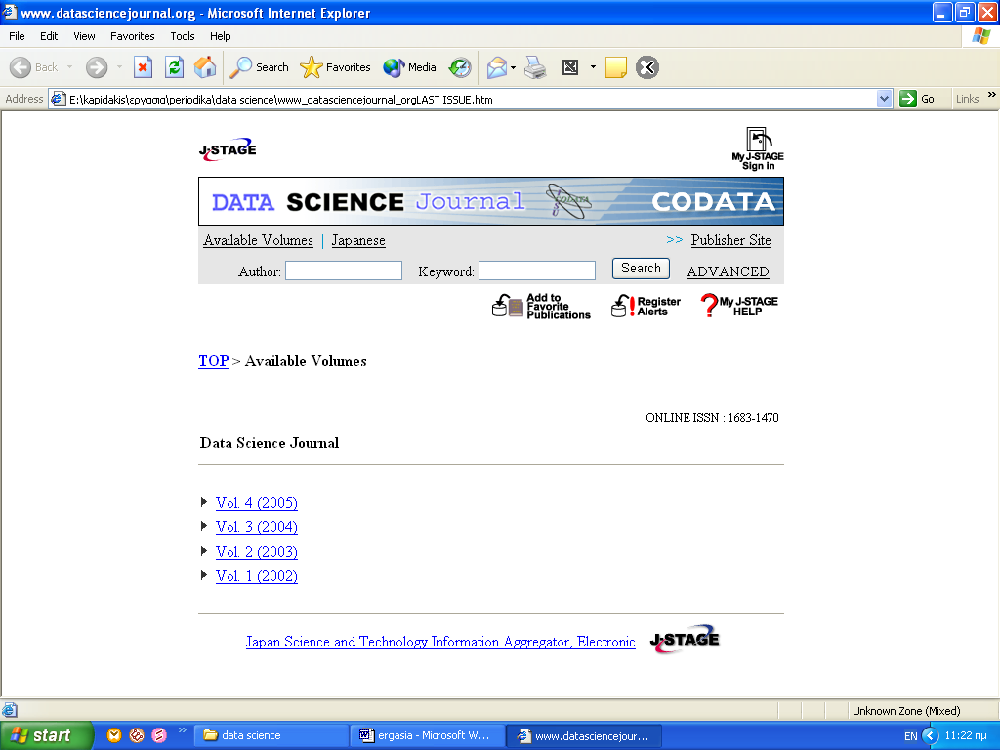 www.datasciencejournal.org - Microsoft Internet Explorer
File Edit View Favorites Tools Help
Back Search Favorites Media
Address E:\kapidakis\εργασια\periodika\data science\www_datasciencejournal_orgLAST ISSUE.htm Go Links »
J-STAGE
My J-STAGE
Sign in
DATA SCIENCE Journal CODATA CODATA
Available Volumes | Japanese >> Publisher Site
Author: Keyword: Search ADVANCED
Add to
Favorite
Publications
Register
Alerts
My J-STAGE
HELP
TOP > Available Volumes
ONLINE ISSN : 1683-1470
Data Science Journal
Vol. 4 (2005)
Vol. 3 (2004)
Vol. 2 (2003)
Vol. 1 (2002)
Japan Science and Technology Information Aggregator, Electronic J-STAGE
Unknown Zone (Mixed)
start » data science ergasia - Microsoft W... www.datasciencejour... EN 11:22 πμ